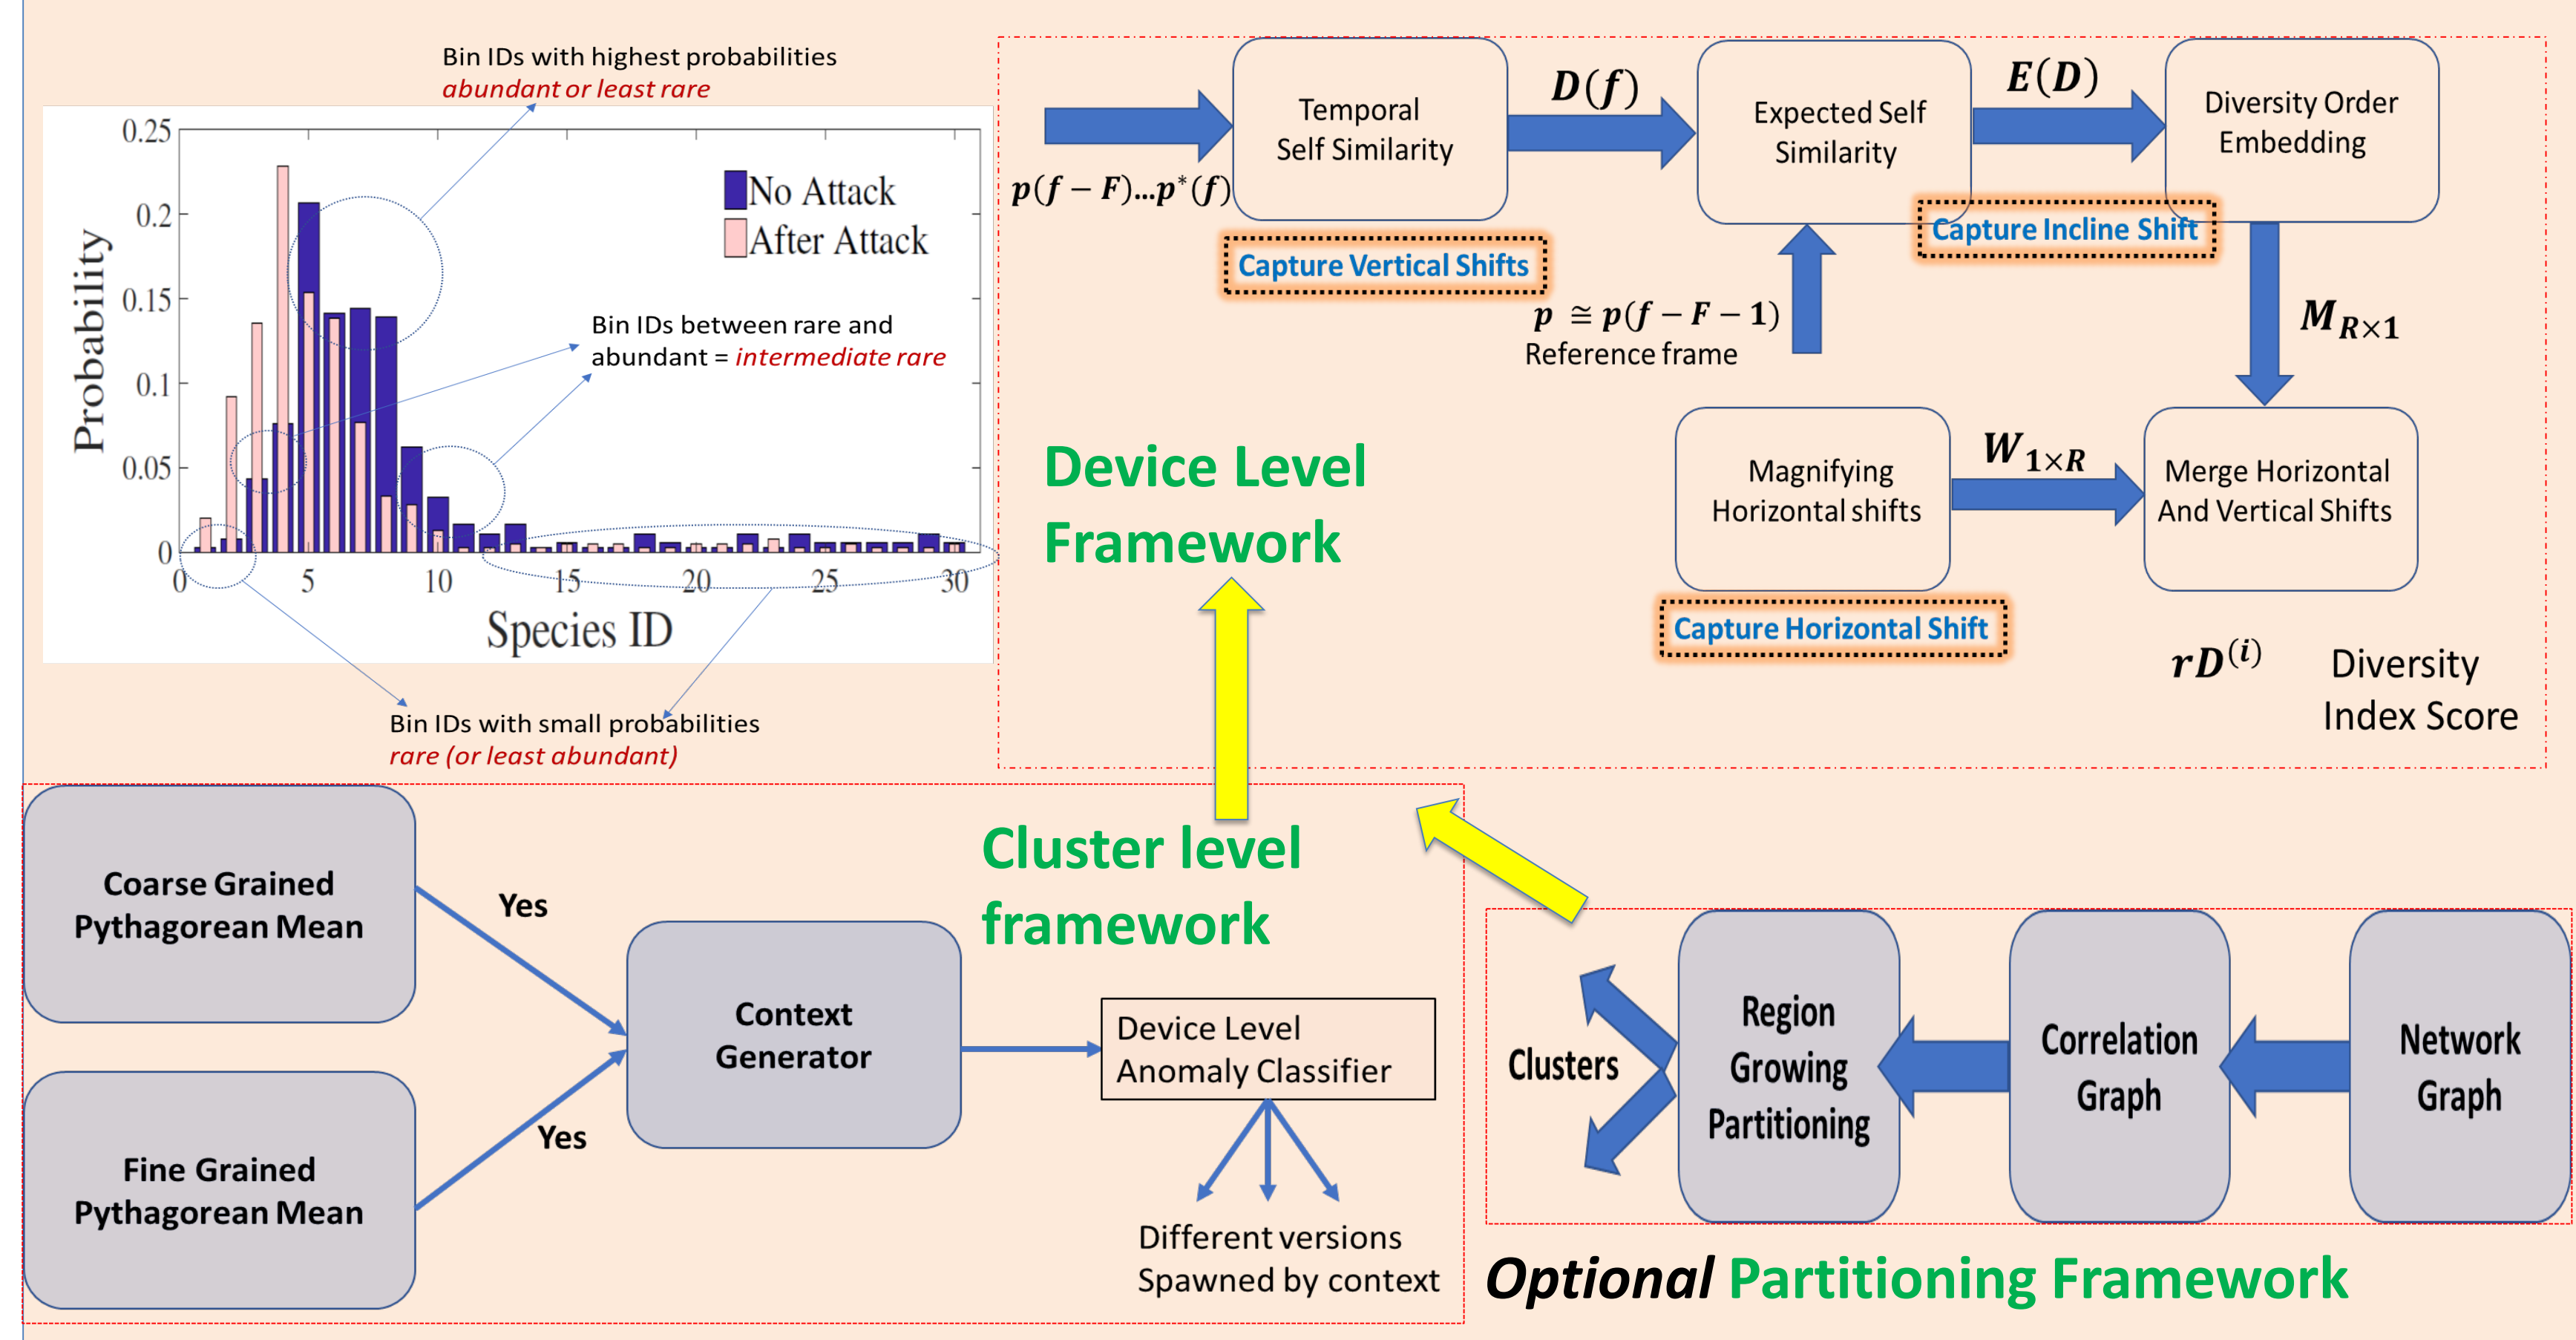 Bin IDs with highest probabilities
abundant or least rare
0.25
0.2
0.15
0.1
0.05
0
Probability
No Attack
After Attack
Bin IDs between rare and
abundant = intermediate rare
0 5 10 15 20 25 30
Species ID
Bin IDs with small probabilities
rare (or least abundant)
p(f − F)...p*(f)
Temporal
Self Similarity
Capture Vertical Shifts
D(f)
Expected Self
Similarity
E(D)
Capture Incline Shift
Diversity Order
Embedding
p ≅ p(f − F − 1)
Reference frame
M R×1
Device Level
Framework
Magnifying
Horizontal shifts
W 1×R
Merge Horizontal
And Vertical Shifts
Capture Horizontal Shift
rD(i) Diversity
Index Score
Coarse Grained
Pythagorean Mean
Yes
Fine Grained
Pythagorean Mean
Yes
Context
Generator
Cluster level
framework
Device Level
Anomaly Classifier
Different versions
Spawned by context
Clusters
Region
Growing
Partitioning
Correlation
Graph
Network
Graph
Optional Partitioning Framework